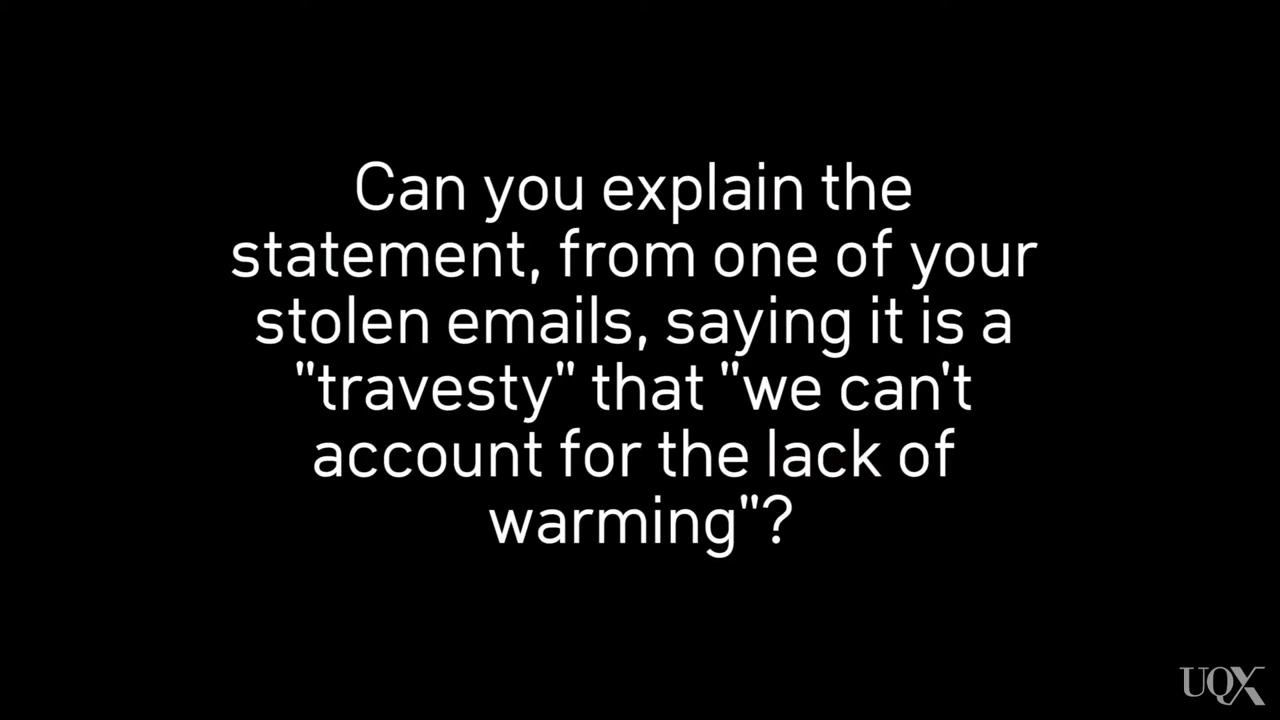 Can you explain the
statement, from one of your
stolen emails, saying it is a
"travesty" that "we can't
account for the lack of
warming"?
UQX